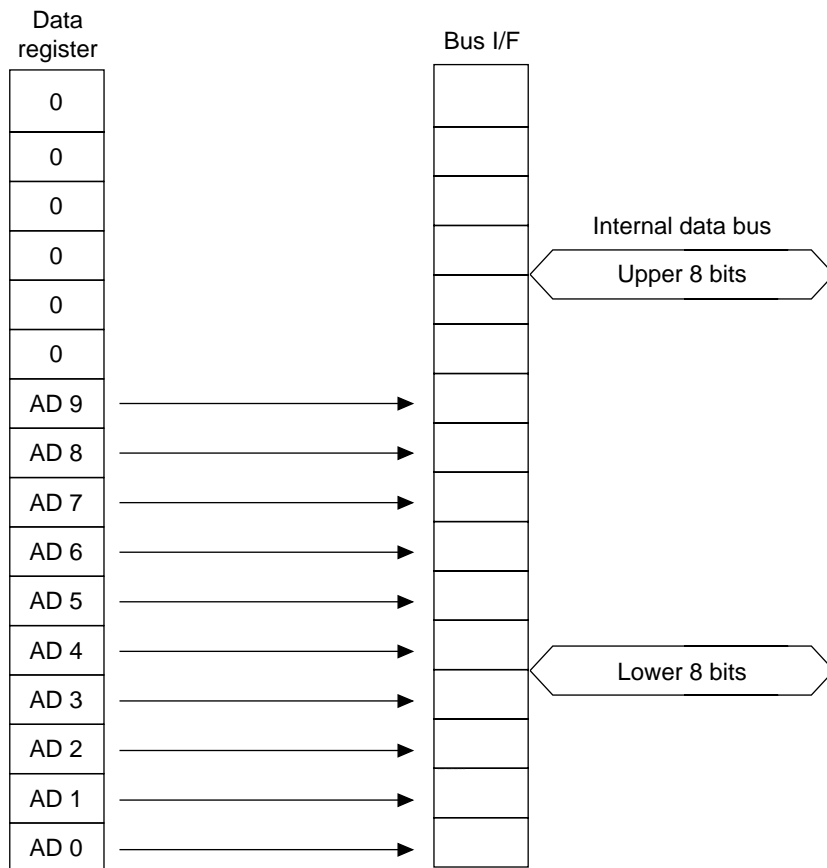 Data
register
Bus I/F
0
0
0
0
0
0
AD 9
AD 8
AD 7
AD 6
AD 5
AD 4
AD 3
AD 2
AD 1
AD 0
Internal data bus
Upper 8 bits
Lower 8 bits